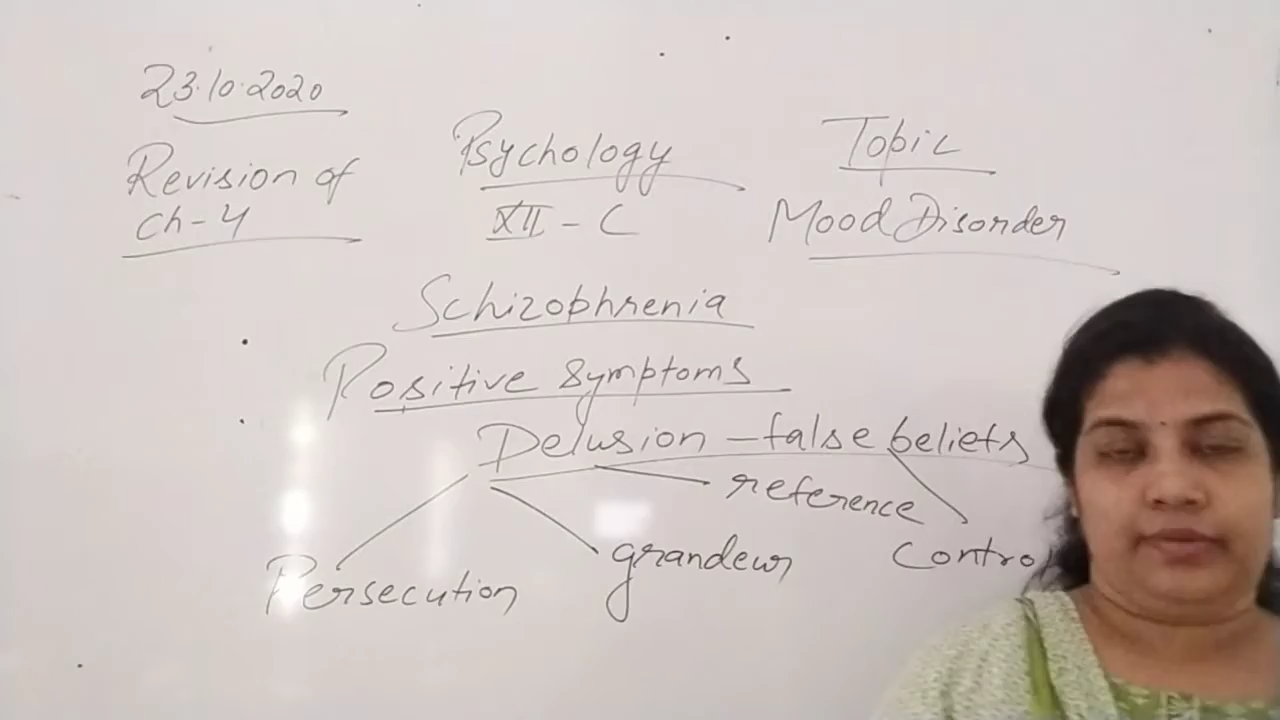 23.10.2020
Revision of
Ch-4
Psychology
XII - C
Topic
Mood Disorder
Schizophrenia
Positive Symptoms
Delusion - false beliefs
reference
Persecution
grandeur
Contro